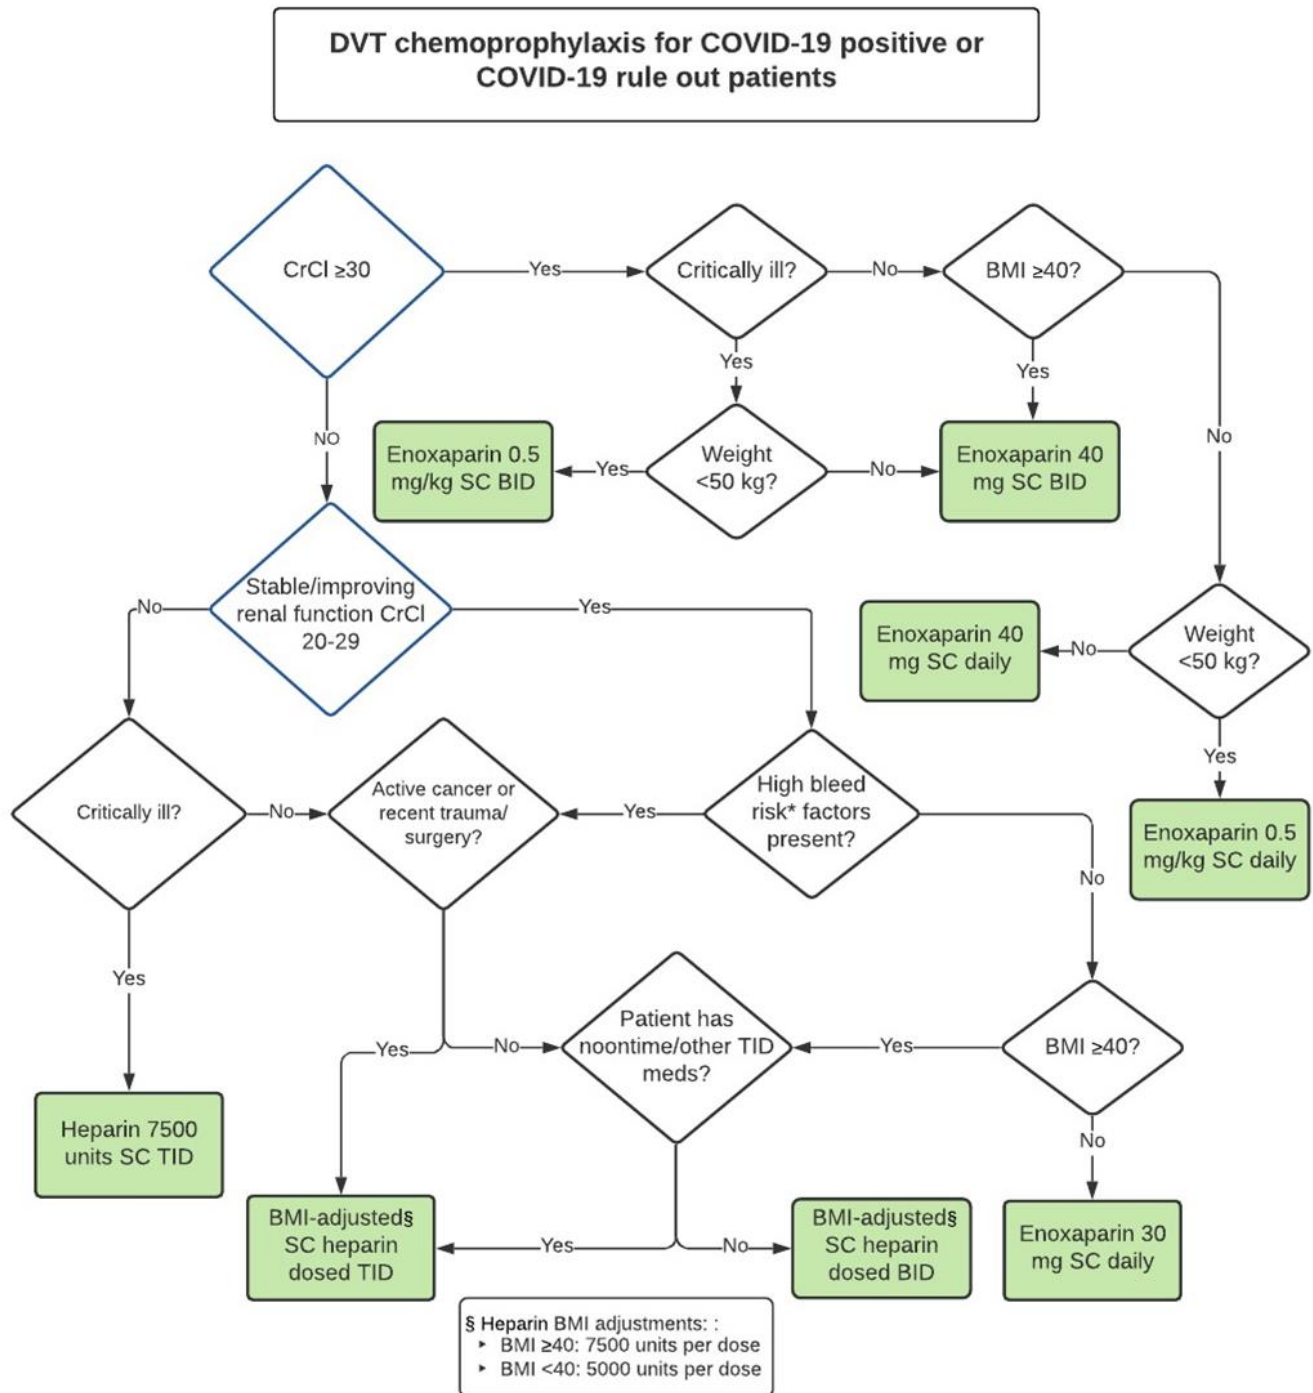 DVT chemoprophylaxis for COVID-19 positive or
COVID-19 rule out patients
CrCl ≥30
Yes
Critically ill?
No
BMI ≥40?
Yes
Yes
No
NO
Enoxaparin 0.5
mg/kg SC BID
Yes
Weight
<50 kg?
No
Enoxaparin 40
mg SC BID
Stable/improving
renal function CrCl
20-29
No
Yes
Enoxaparin 40
mg SC daily
No
Weight
<50 kg?
Yes
Enoxaparin 0.5
mg/kg SC daily
Critically ill?
No
Active cancer or
recent trauma/
surgery?
Yes
High bleed
risk* factors
present?
No
Yes
Yes
No
Patient has
noontime/other TID
meds?
Yes
BMI ≥40?
No
Heparin 7500
units SC TID
BMI-adjusted§
SC heparin
dosed TID
Yes
No
BMI-adjusted§
SC heparin
dosed BID
Enoxaparin 30
mg SC daily
§ Heparin BMI adjustments: :
‣ BMI ≥40: 7500 units per dose
‣ BMI <40: 5000 units per dose